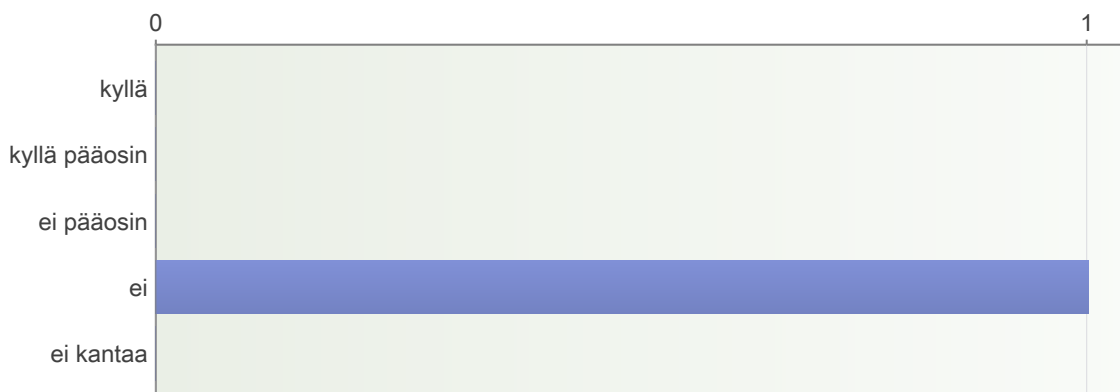 0 1
kyllä
kyllä pääosin
ei pääosin
ei
ei kantaa